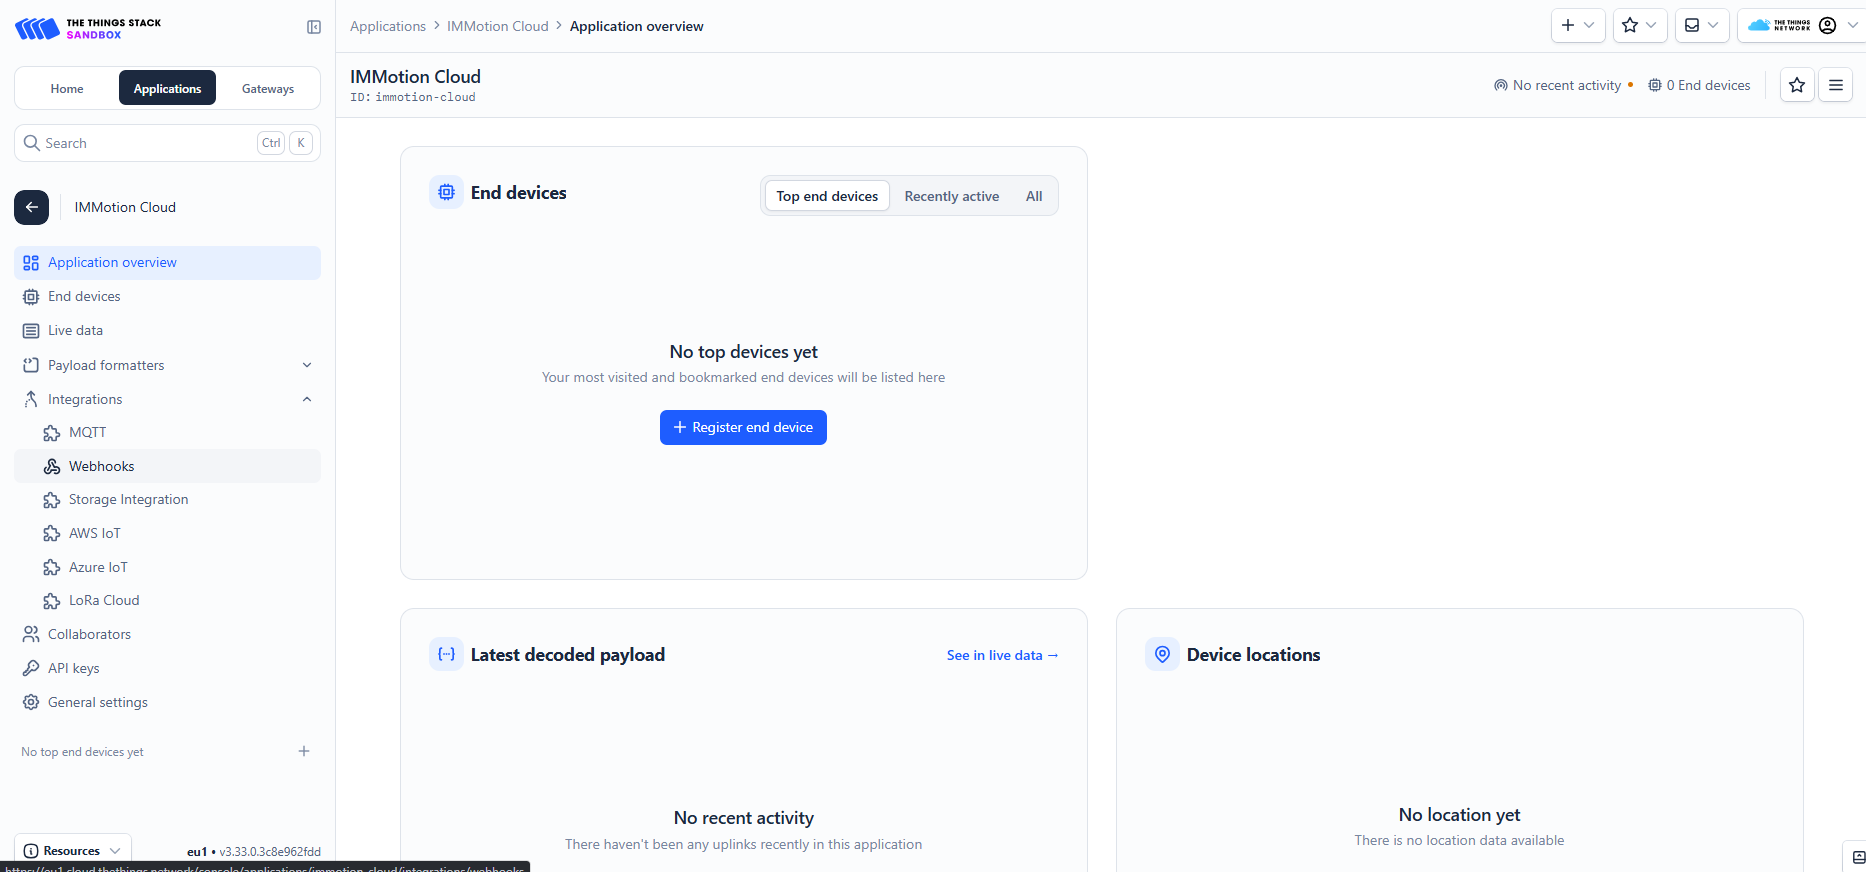 THE THINGS STACK
SANDBOX
Home
Applications
Gateways
Search
Ctrl
K
IMMotion Cloud
Application overview
End devices
Live data
Payload formatters
Integrations
MQTT
Webhooks
Storage Integration
AWS IoT
Azure IoT
LoRa Cloud
Collaborators
API keys
General settings
No top end devices yet
Resources
eu1 • v3.33.0.3c8e962fdd
https://eu1.cloud.thethings.network/console/applications/immotion-cloud/integrations/webhooks
Applications > IMMotion Cloud > Application overview
THE THINGS
NETWORK
IMMotion Cloud
ID: immotion-cloud
No recent activity
0 End devices
End devices
Top end devices
Recently active
All
No top devices yet
Your most visited and bookmarked end devices will be listed here
+ Register end device
Latest decoded payload
See in live data →
No recent activity
There haven't been any uplinks recently in this application
Device locations
No location yet
There is no location data available